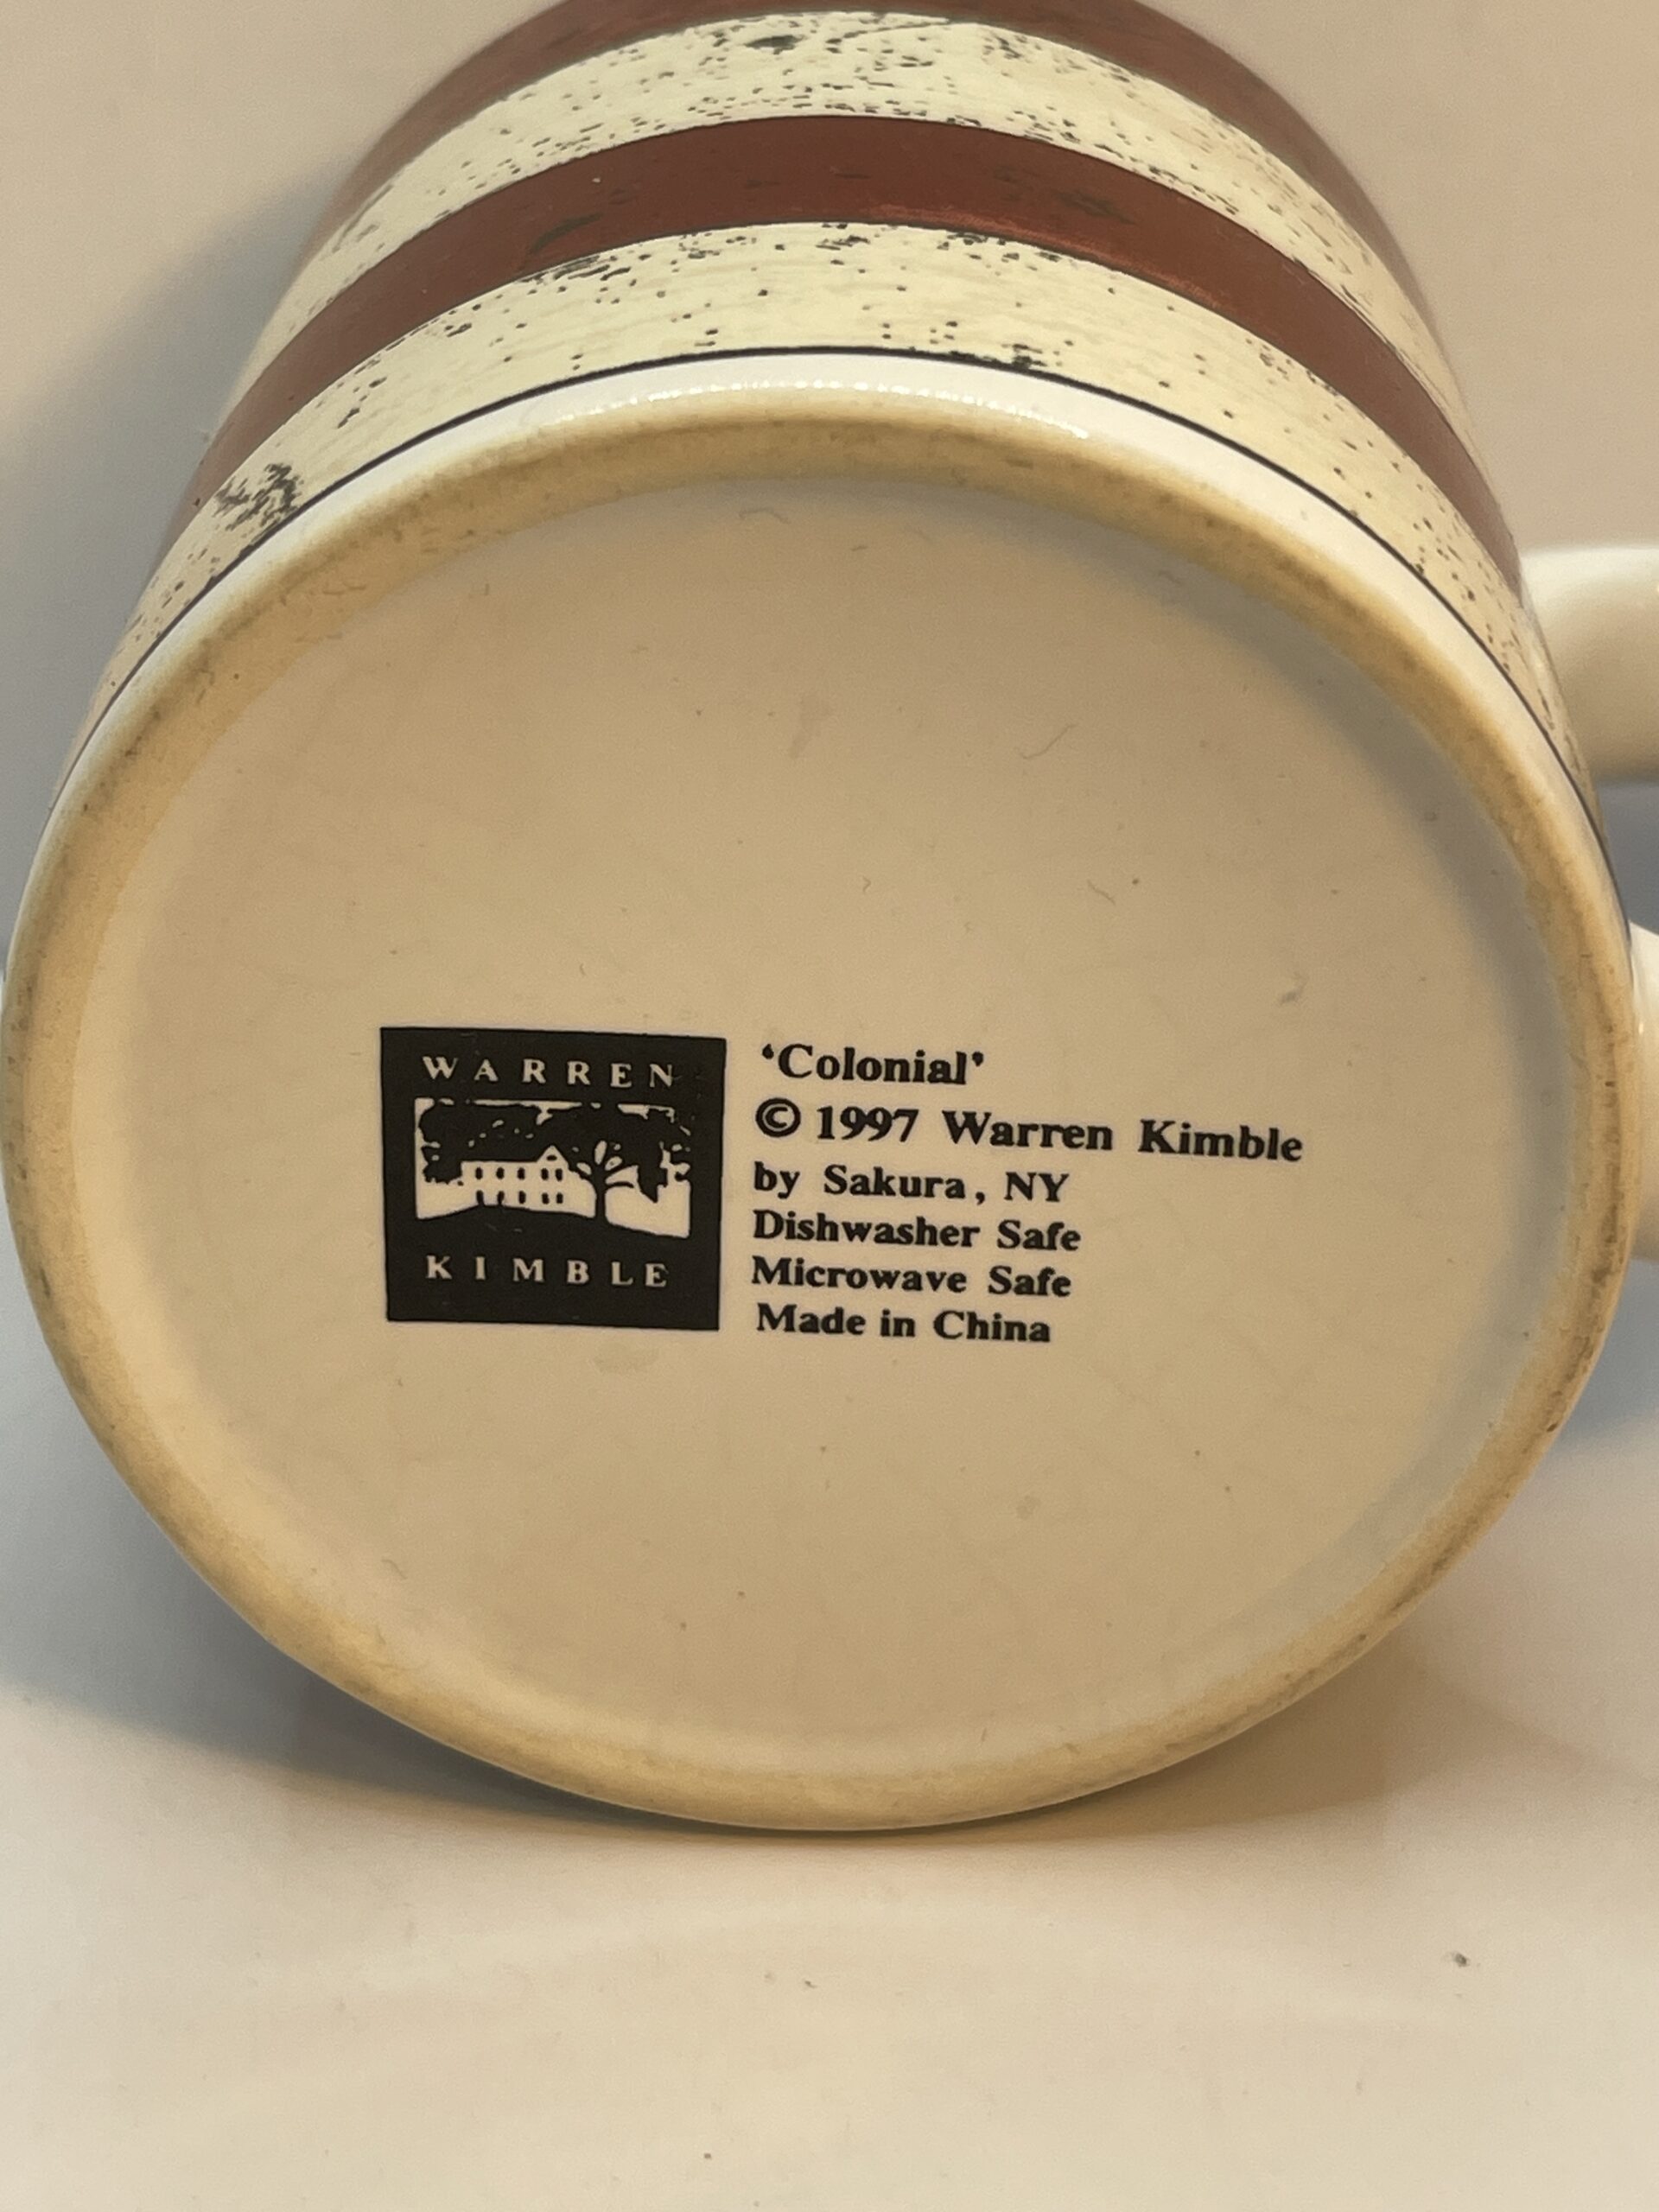 WARREN
KIMBLE
‘Colonial’
© 1997 Warren Kimble
by Sakura, NY
Dishwasher Safe
Microwave Safe
Made in China